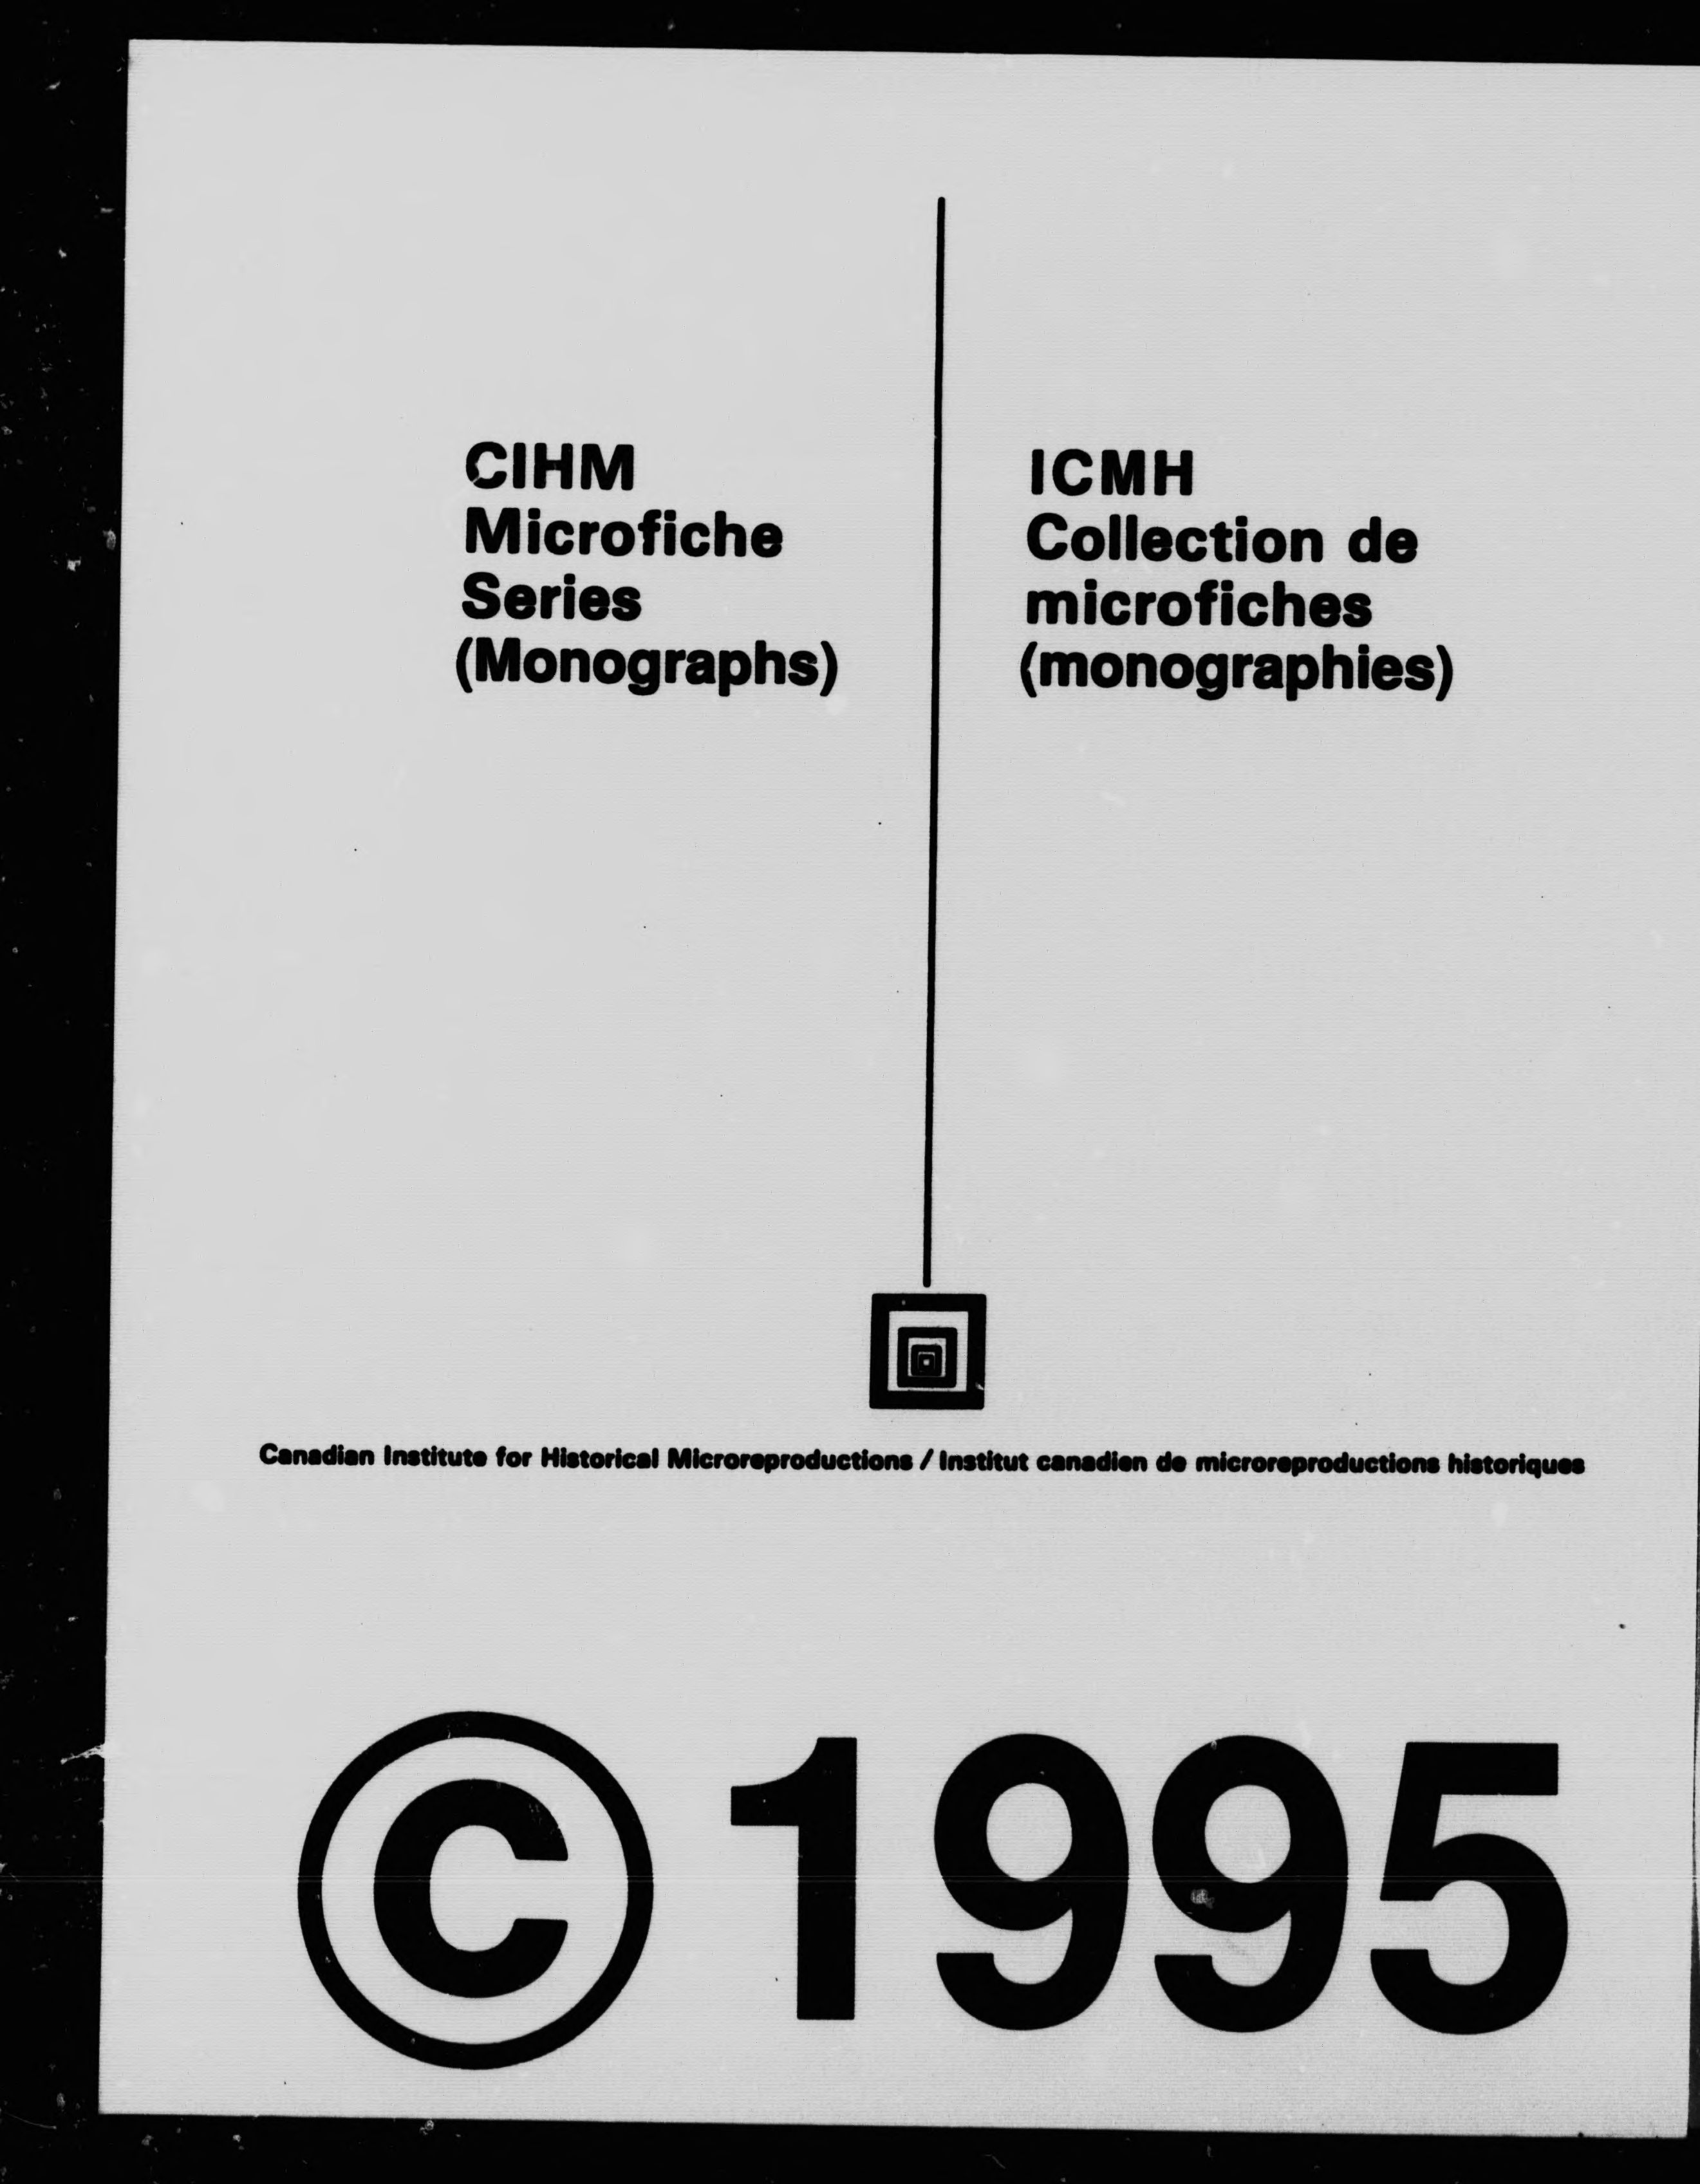 CIHM
Microfiche
Series
(Monographs)
ICMH
Collection de
microfiches
(monographies)
Canadian Institute for Historical Microreproductions / Institut canadien de microreproductions historiques
© 1995